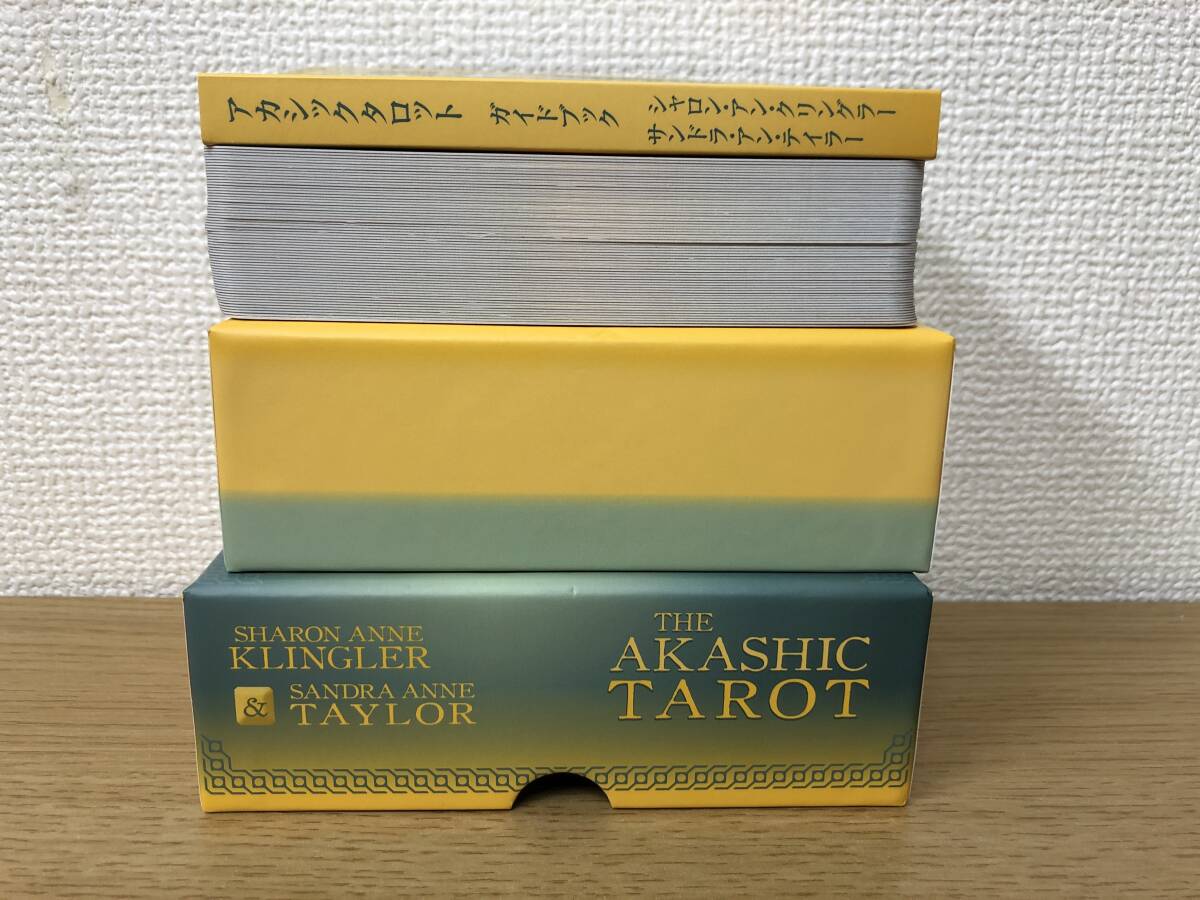 アカシックタロット ガイドブック
シャロン・アン・クリングラー
サンドラ・アン・テイラー
SHARON ANNE
KLINGLER
& SANDRA ANNE
TAYLOR
THE
AKASHIC
TAROT